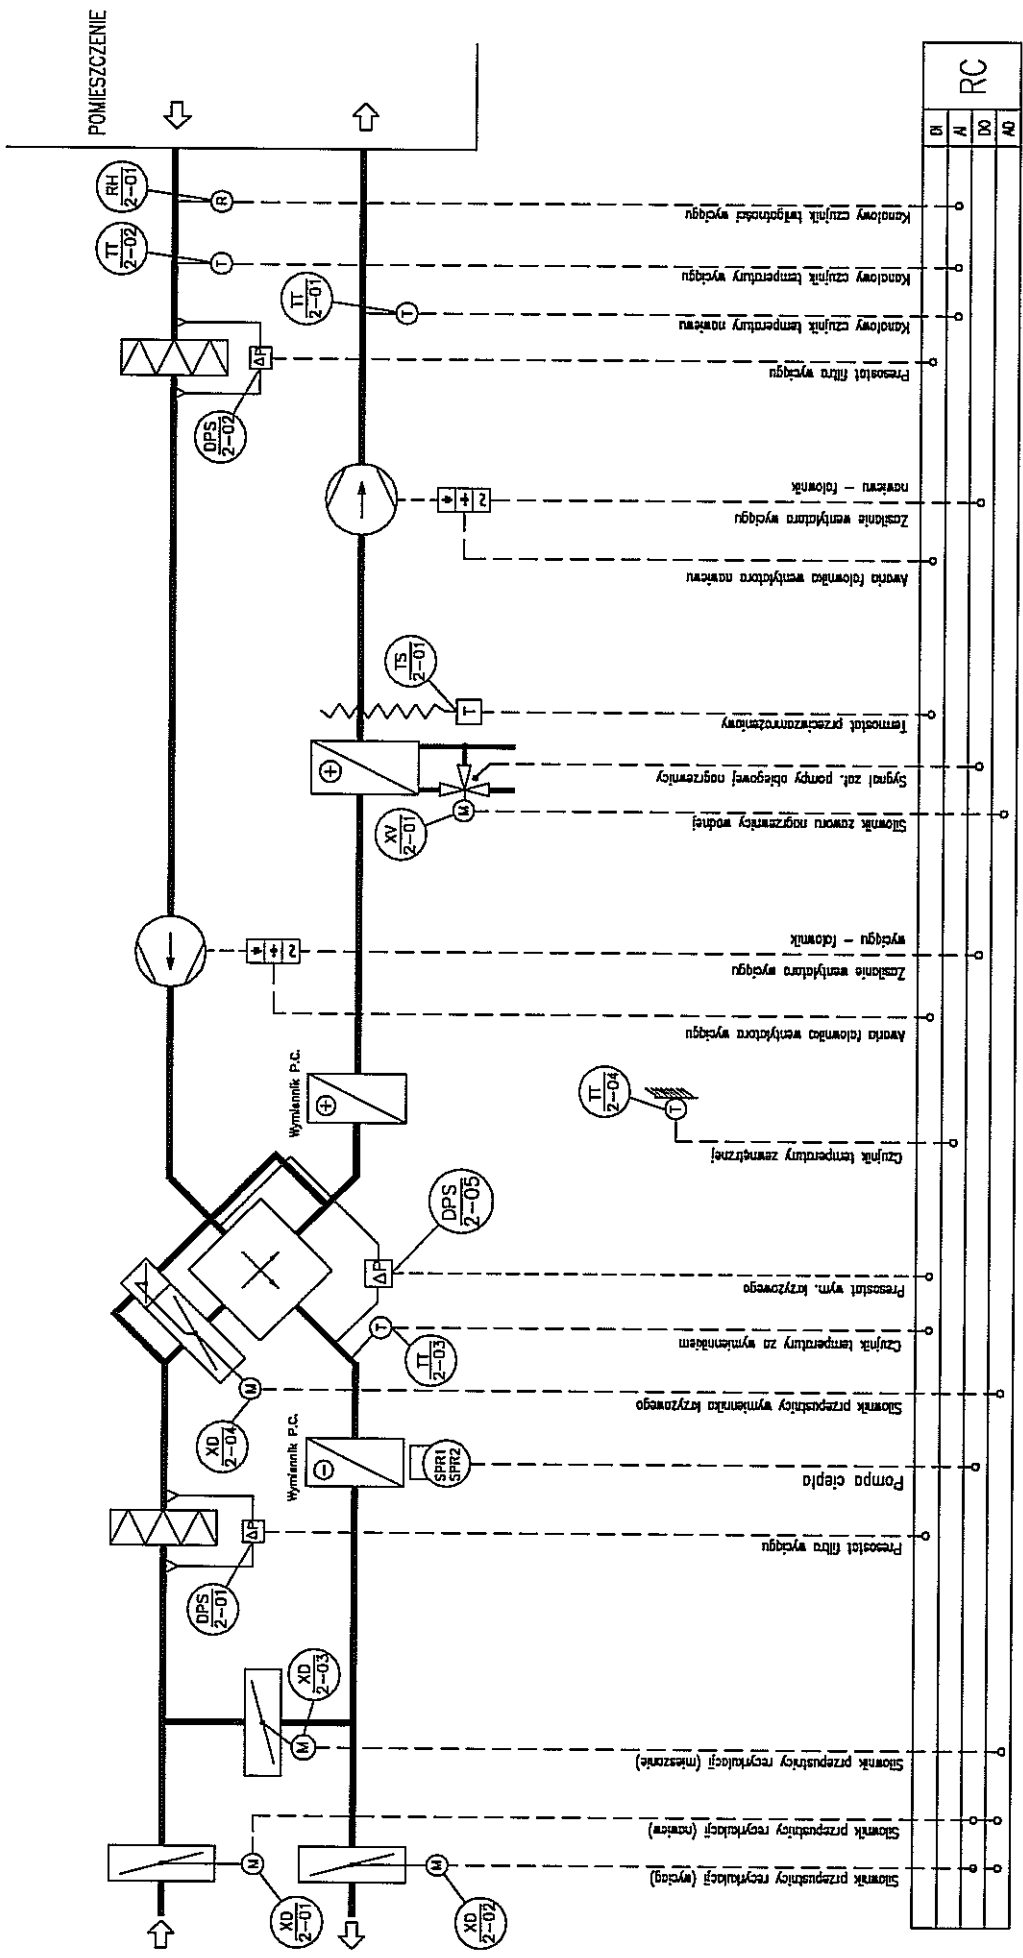 POMIESZCZENIE
RH
2-01
R
TT
2-02
T
TT
2-01
T
DPS
2-02
ΔP
TS
2-01
T
XV
2-01
M
Wymiennik P.C.
TT
2-04
T
DPS
2-05
ΔP
TT
2-03
T
XD
2-04
M
Wymiennik P.C.
SPR1
SPR2
DPS
2-01
ΔP
XD
2-03
M
XD
2-01
M
XD
2-02
M
Kanałowy czujnik wilgotności wyciągu
Kanałowy czujnik temperatury wyciągu
Kanałowy czujnik temperatury nawiewu
Presostat filtra wyciągu
Zasilanie wentylatora wyciągu
nawiewu - falownik
Awaria falownika wentylatora nawiewu
Termostat przeciwzamrożeniowy
Sygnał zał. pompy obiegowej nagrzewnicy
Siłownik zaworu nagrzewnicy wodnej
Zasilanie wentylatora wyciągu
wyciągu - falownik
Awaria falownika wentylatora wyciągu
Czujnik temperatury zewnętrznej
Presostat wym. krzyżowego
Czujnik temperatury za wymiennikiem
Siłownik przepustnicy wymiennika krzyżowego
Pompa ciepła
Presostat filtra wyciągu
Siłownik przepustnicy recyrkulacji (mieszanie)
Siłownik przepustnicy recyrkulacji (nawiew)
Siłownik przepustnicy recyrkulacji (wyciąg)
RC
DI
AI
DO
AO